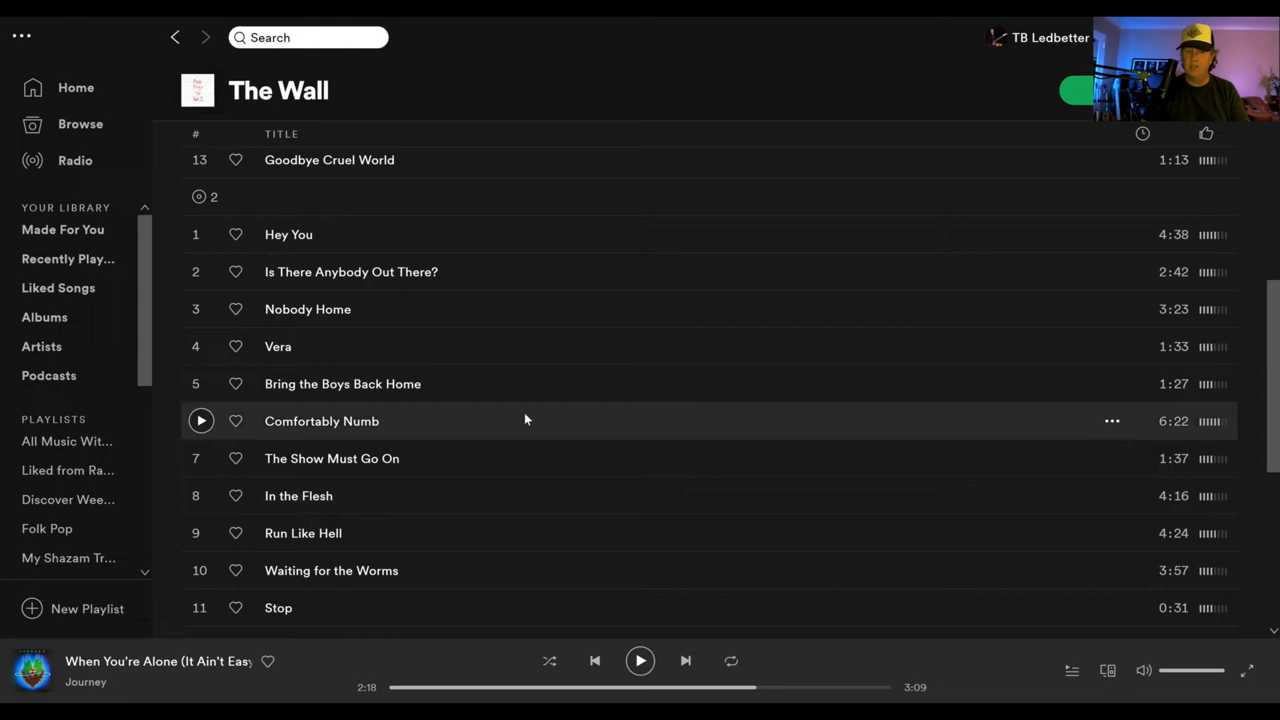 Search
TB Ledbetter
The Wall
Home
Browse
Radio
YOUR LIBRARY
Made For You
Recently Play...
Liked Songs
Albums
Artists
Podcasts
PLAYLISTS
All Music Wit...
Liked from Ra...
Discover Wee...
Folk Pop
My Shazam Tr...
New Playlist
# TITLE
13 Goodbye Cruel World 1:13
2
1 Hey You 4:38
2 Is There Anybody Out There? 2:42
3 Nobody Home 3:23
4 Vera 1:33
5 Bring the Boys Back Home 1:27
Comfortably Numb 6:22
7 The Show Must Go On 1:37
8 In the Flesh 4:16
9 Run Like Hell 4:24
10 Waiting for the Worms 3:57
11 Stop 0:31
When You're Alone (It Ain't Easy
Journey
2:18 3:09